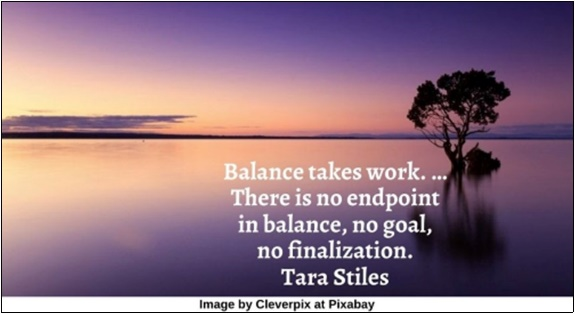 Balance takes work. ...
There is no endpoint
in balance, no goal,
no finalization.
Tara Stiles
Image by Cleverpix at Pixabay